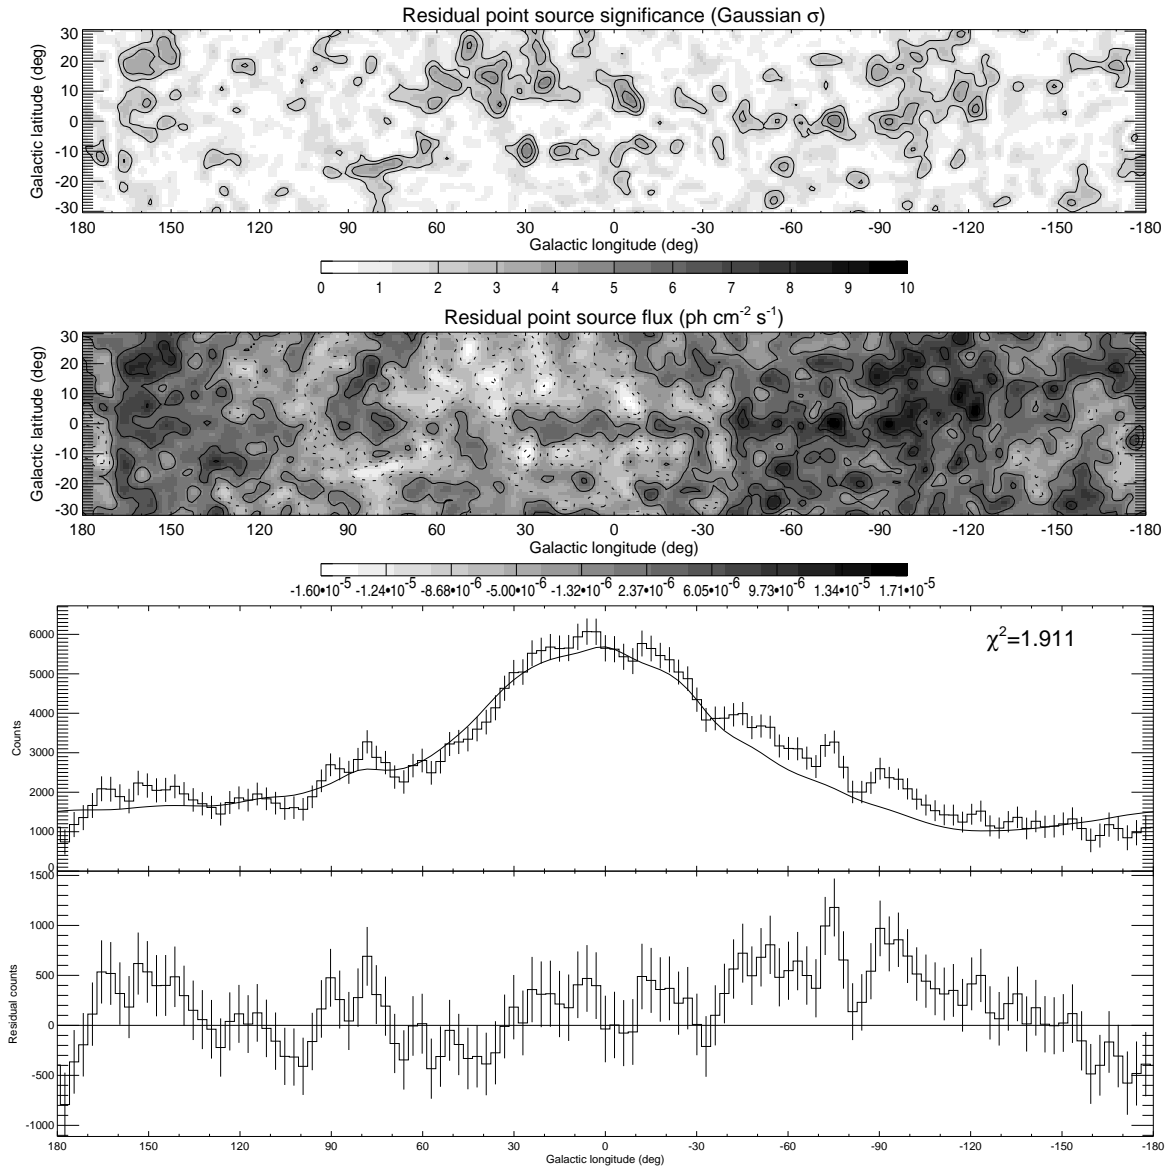 Residual point source significance (Gaussian σ)
30
20
10
0
-10
-20
-30
Galactic latitude (deg)
180 150 120 90 60 30 0 -30 -60 -90 -120 -150 -180
Galactic longitude (deg)
0 1 2 3 4 5 6 7 8 9 10
Residual point source flux (ph cm⁻² s⁻¹)
30
20
10
0
-10
-20
-30
Galactic latitude (deg)
180 150 120 90 60 30 0 -30 -60 -90 -120 -150 -180
Galactic longitude (deg)
-1.60•10⁻⁵ -1.24•10⁻⁵ -8.68•10⁻⁶ -5.00•10⁻⁶ -1.32•10⁻⁶ 2.37•10⁻⁶ 6.05•10⁻⁶ 9.73•10⁻⁶ 1.34•10⁻⁵ 1.71•10⁻⁵
χ²=1.911
6000
5000
4000
3000
2000
1000
0
Counts
1500
1000
500
0
-500
-1000
Residual counts
180 150 120 90 60 30 0 -30 -60 -90 -120 -150 -180
Galactic longitude (deg)